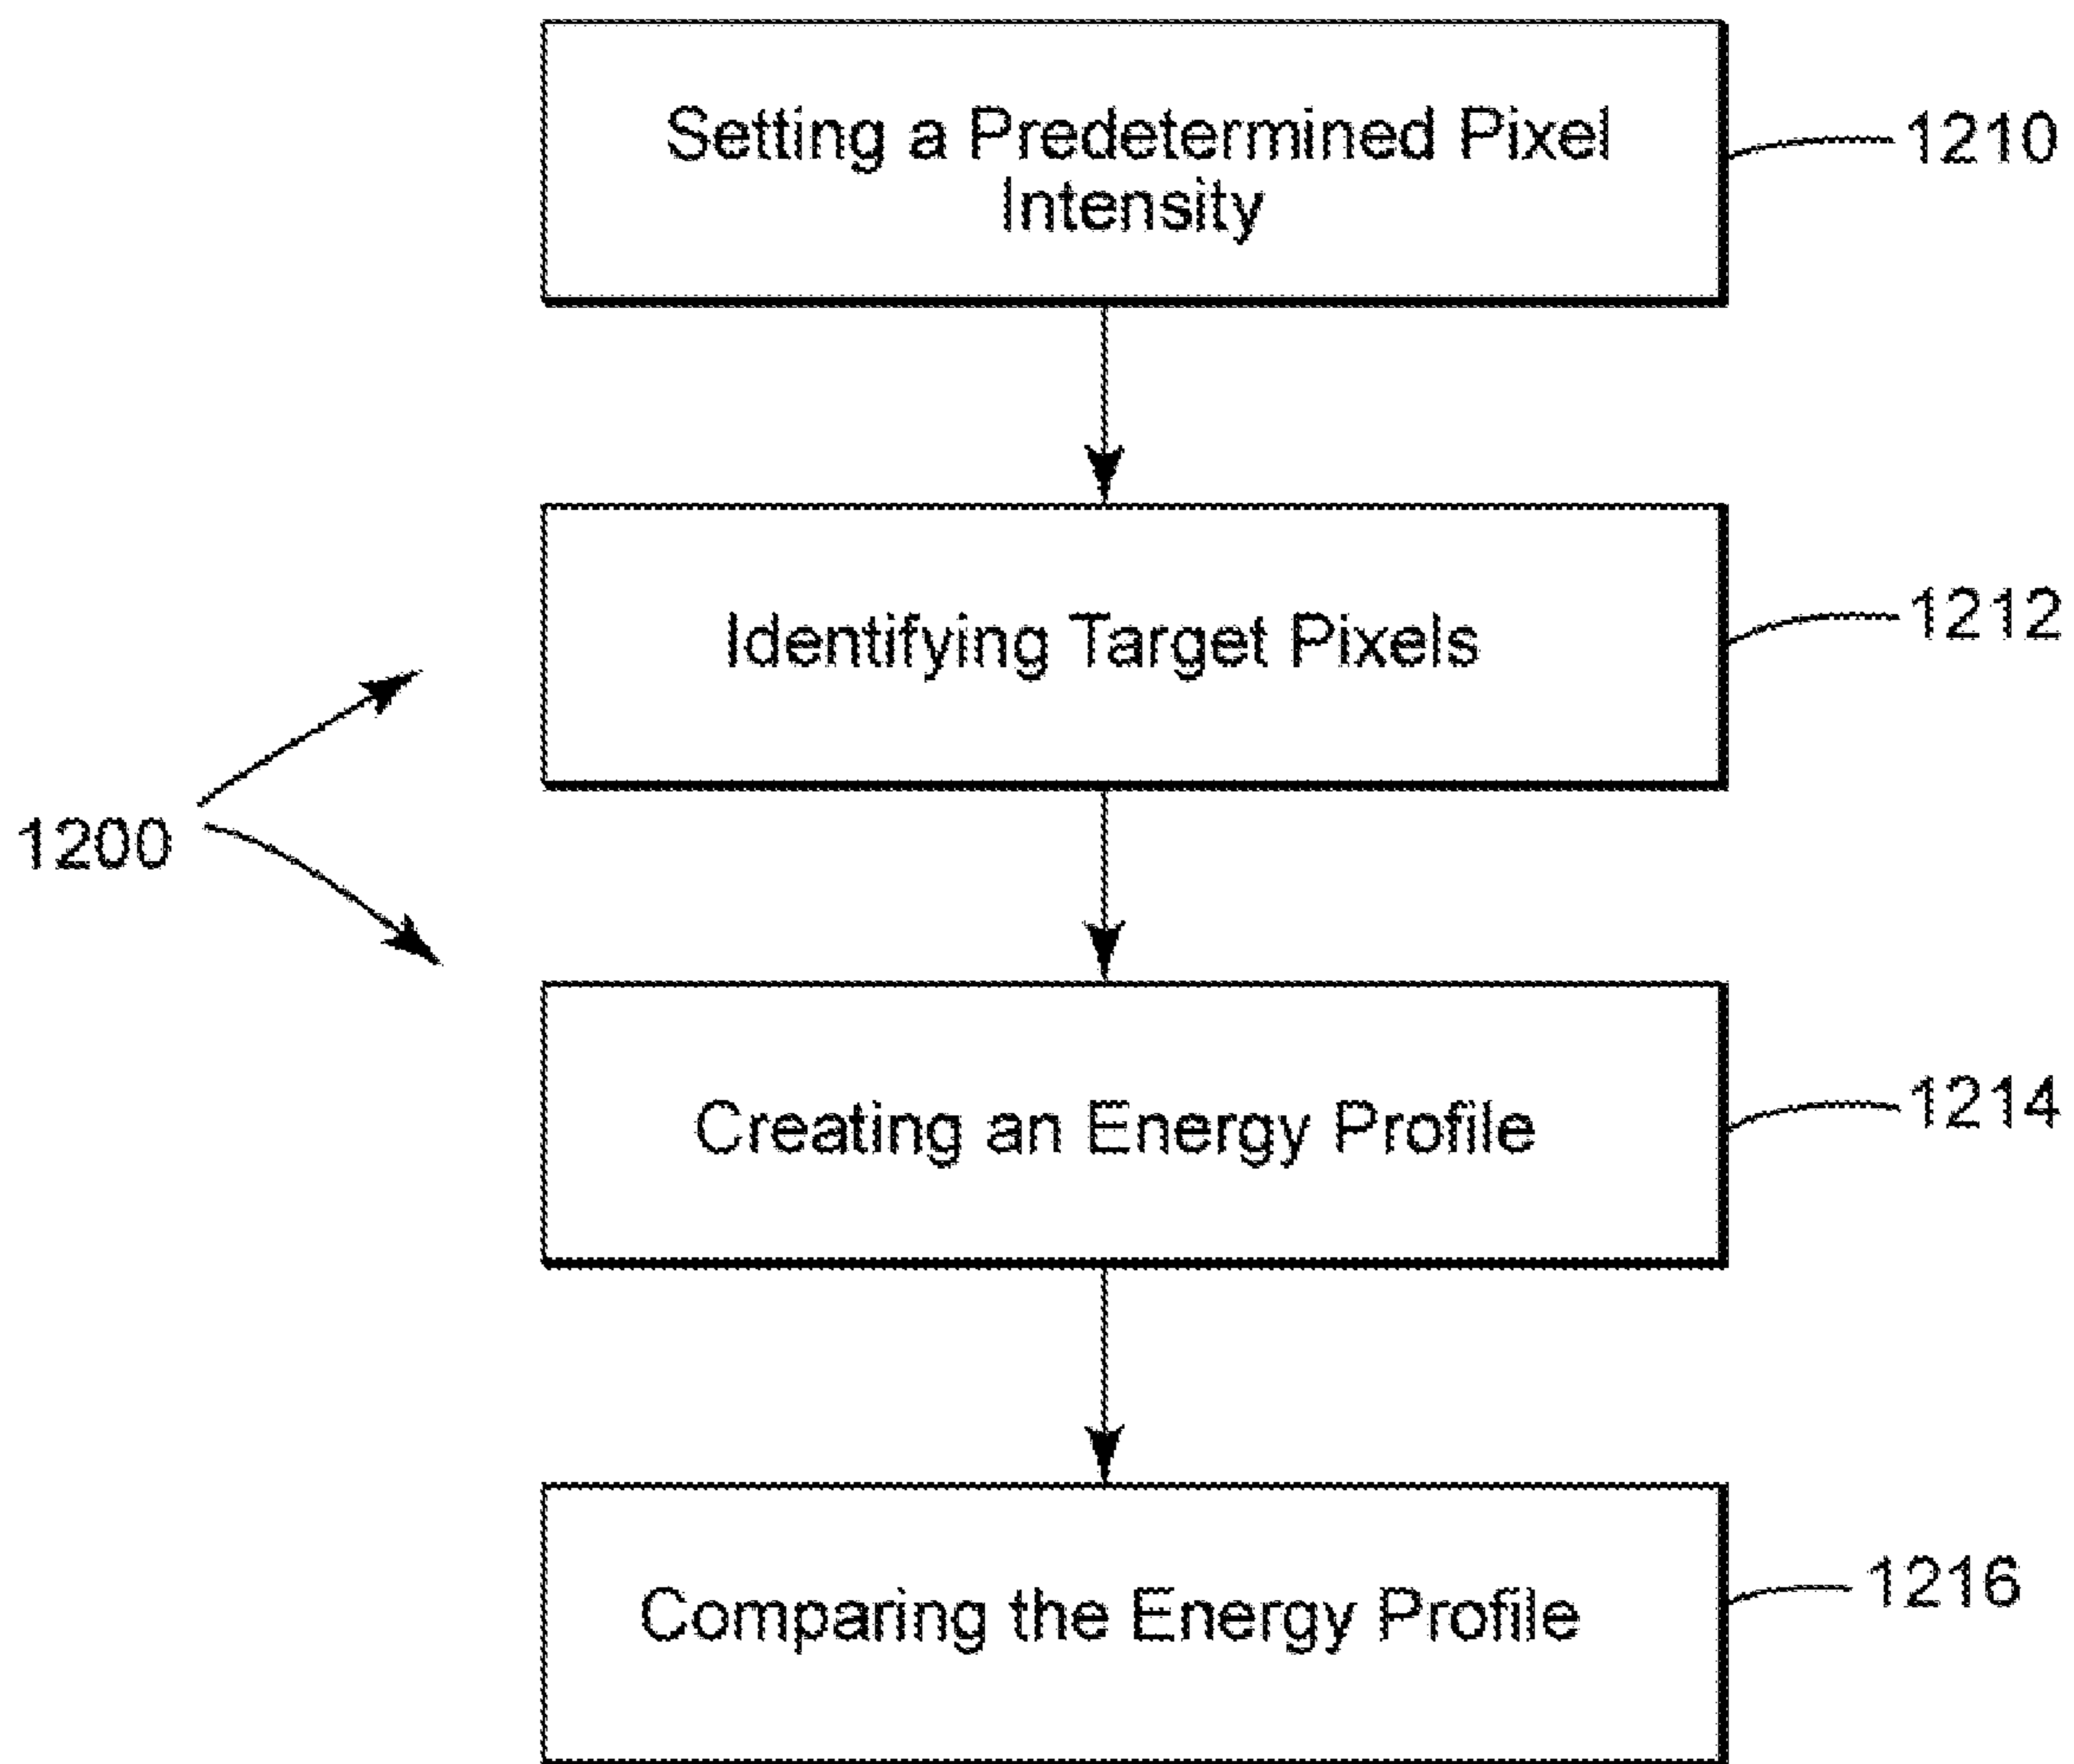 Setting a Predetermined Pixel
Intensity
1210
Identifying Target Pixels
1212
1200
Creating an Energy Profile
1214
Comparing the Energy Profile
1216